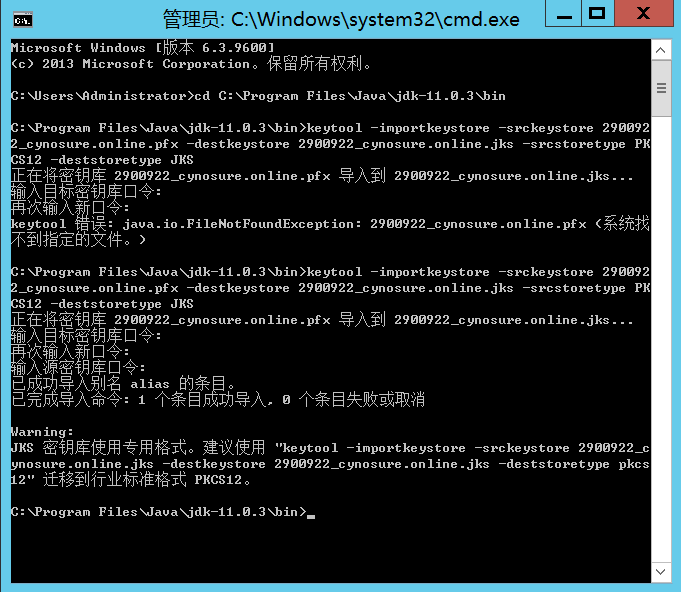 管理员: C:\Windows\system32\cmd.exe
Microsoft Windows [版本 6.3.9600]
(c) 2013 Microsoft Corporation。保留所有权利。
C:\Users\Administrator>cd C:\Program Files\Java\jdk-11.0.3\bin
C:\Program Files\Java\jdk-11.0.3\bin>keytool -importkeystore -srckeystore 290092
2_cynosure.online.pfx -destkeystore 2900922_cynosure.online.jks -srcstoretype PK
CS12 -deststoretype JKS
正在将密钥库 2900922_cynosure.online.pfx 导入到 2900922_cynosure.online.jks...
输入目标密钥库口令:
再次输入新口令:
keytool 错误: java.io.FileNotFoundException: 2900922_cynosure.online.pfx (系统找
不到指定的文件。)
C:\Program Files\Java\jdk-11.0.3\bin>keytool -importkeystore -srckeystore 290092
2_cynosure.online.pfx -destkeystore 2900922_cynosure.online.jks -srcstoretype PK
CS12 -deststoretype JKS
正在将密钥库 2900922_cynosure.online.pfx 导入到 2900922_cynosure.online.jks...
输入目标密钥库口令:
再次输入新口令:
输入源密钥库口令:
已成功导入别名 alias 的条目。
已完成导入命令: 1 个条目成功导入, 0 个条目失败或取消
Warning:
JKS 密钥库使用专用格式。建议使用 "keytool -importkeystore -srckeystore 2900922_c
ynosure.online.jks -destkeystore 2900922_cynosure.online.jks -deststoretype pkcs
12" 迁移到行业标准格式 PKCS12。
C:\Program Files\Java\jdk-11.0.3\bin>